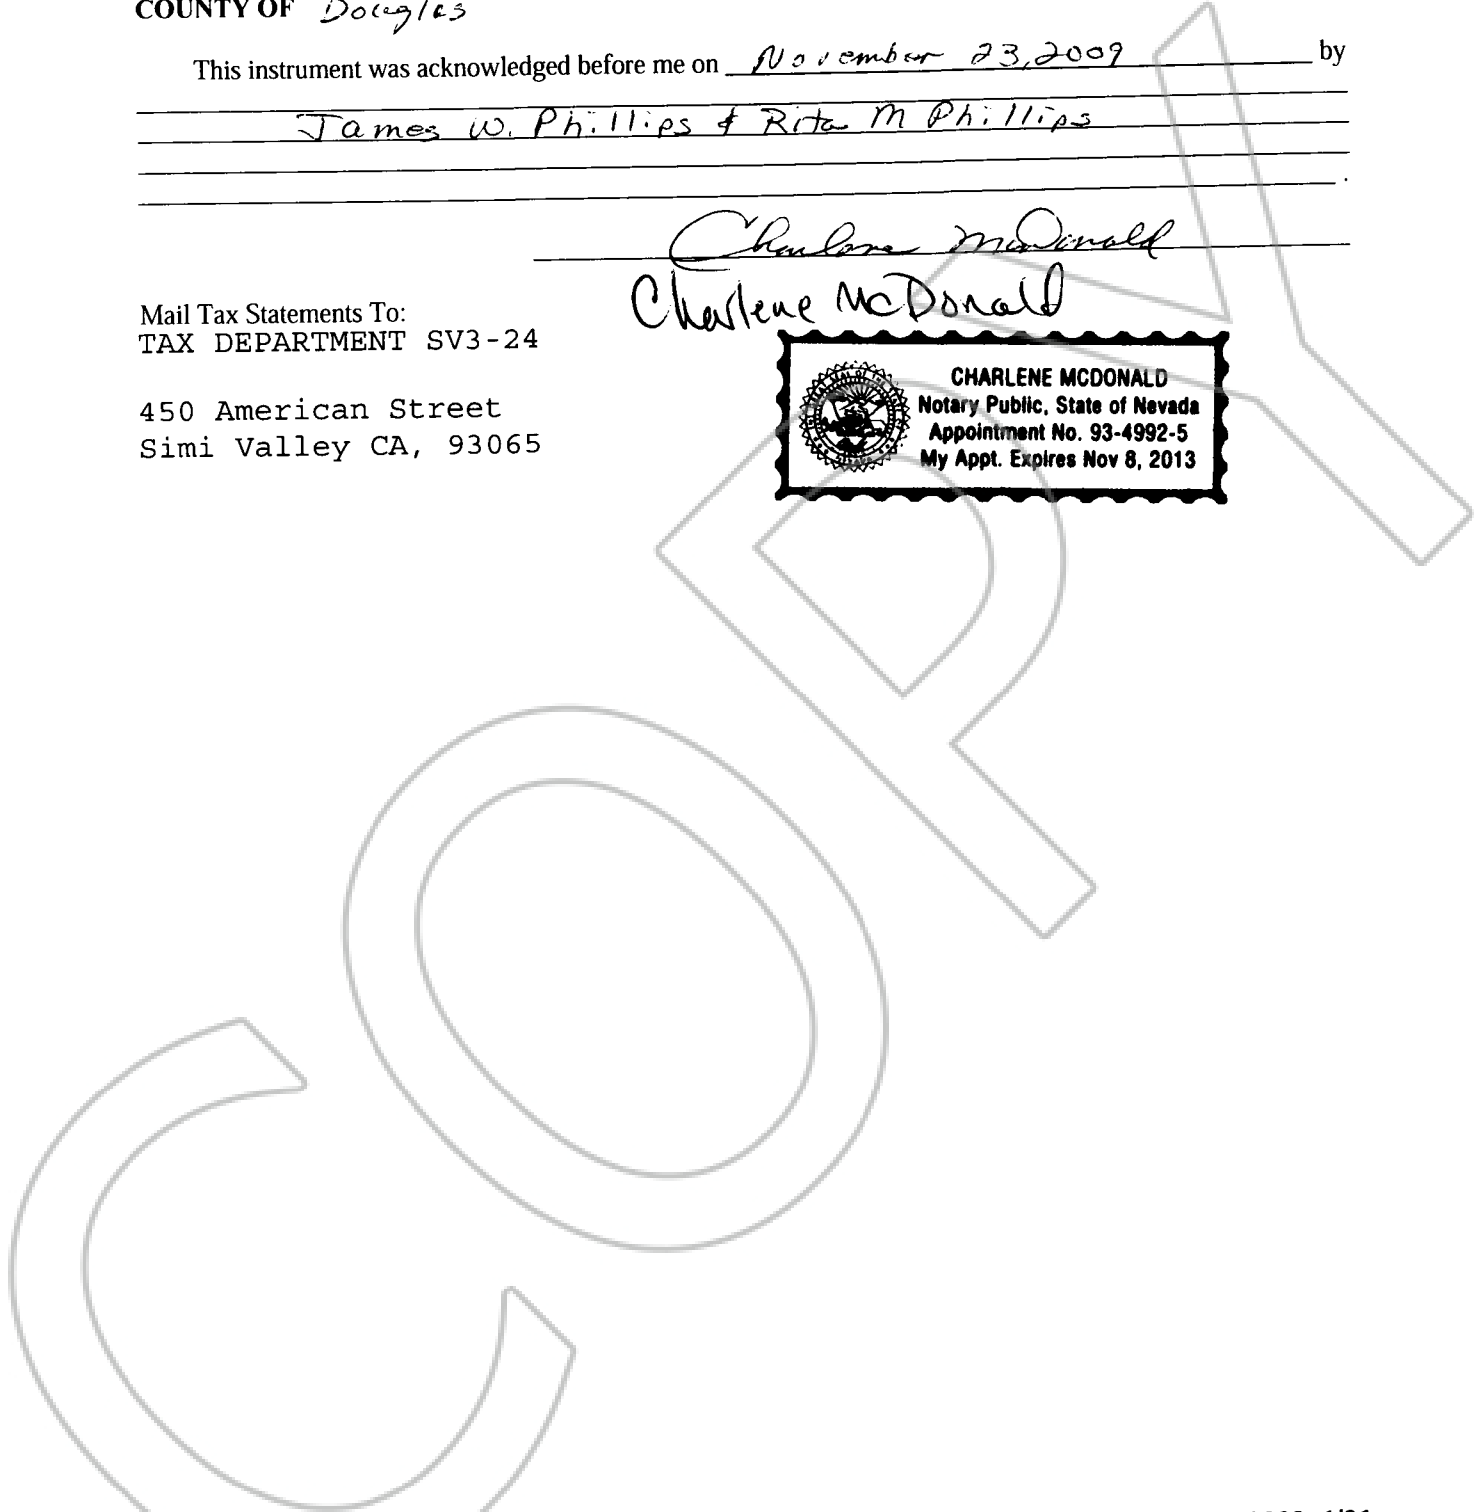 COUNTY OF Douglas
This instrument was acknowledged before me on November 23, 2009 by
James W. Phillips & Rita M Phillips
Charlene McDonald
Charlene McDonald
Mail Tax Statements To:
TAX DEPARTMENT SV3-24
450 American Street
Simi Valley CA, 93065
CHARLENE MCDONALD
Notary Public, State of Nevada
Appointment No. 93-4992-5
My Appt. Expires Nov 8, 2013
COPY